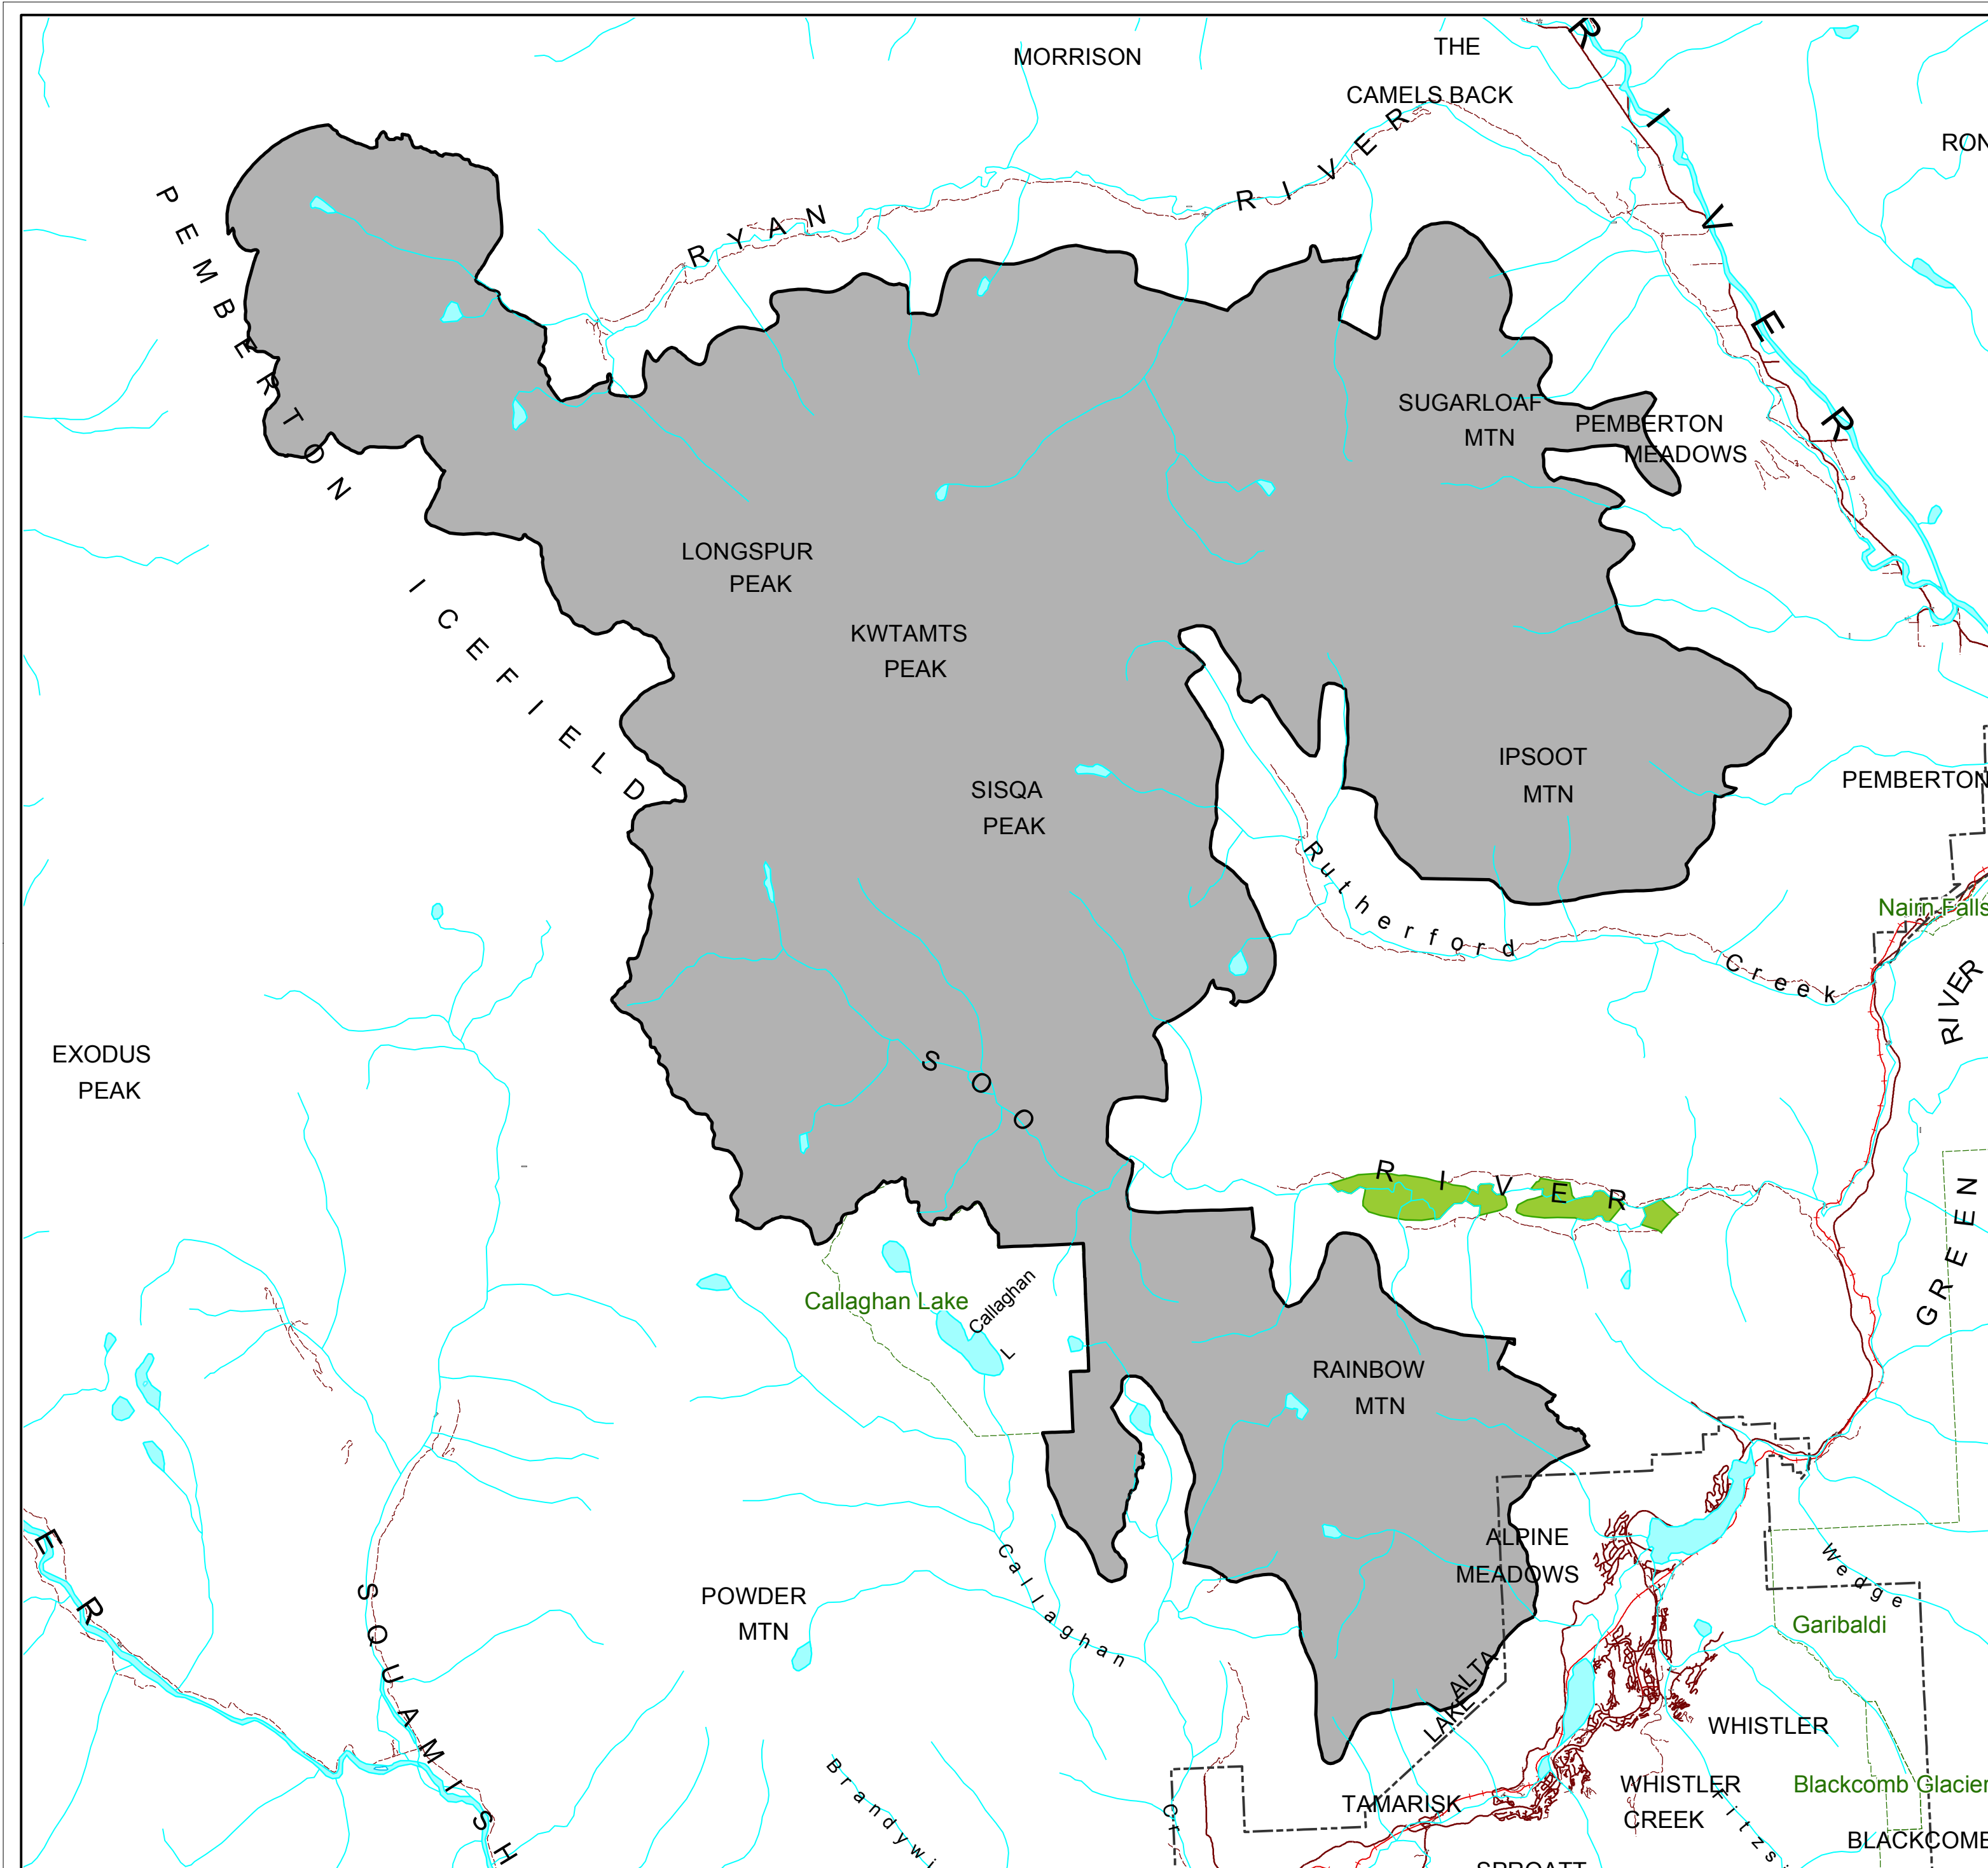 MORRISON
THE
CAMELS BACK
RIVER
RYAN RIVER
PEMBERTON ICEFIELD
SUGARLOAF
MTN
PEMBERTON
MEADOWS
LONGSPUR
PEAK
KWTAMTS
PEAK
SISQA
PEAK
IPSOOT
MTN
PEMBERTON
Rutherford Creek
Nairn Falls
RIVER
GREEN
EXODUS
PEAK
SOO
RIVER
Callaghan Lake
Callaghan
L
RAINBOW
MTN
ALPINE
MEADOWS
Wedge
Garibaldi
POWDER
MTN
Callaghan
Cr
ALTA
LAKE
WHISTLER
WHISTLER
CREEK
Blackcomb Glacier
TAMARISK
SQUAMISH
ER